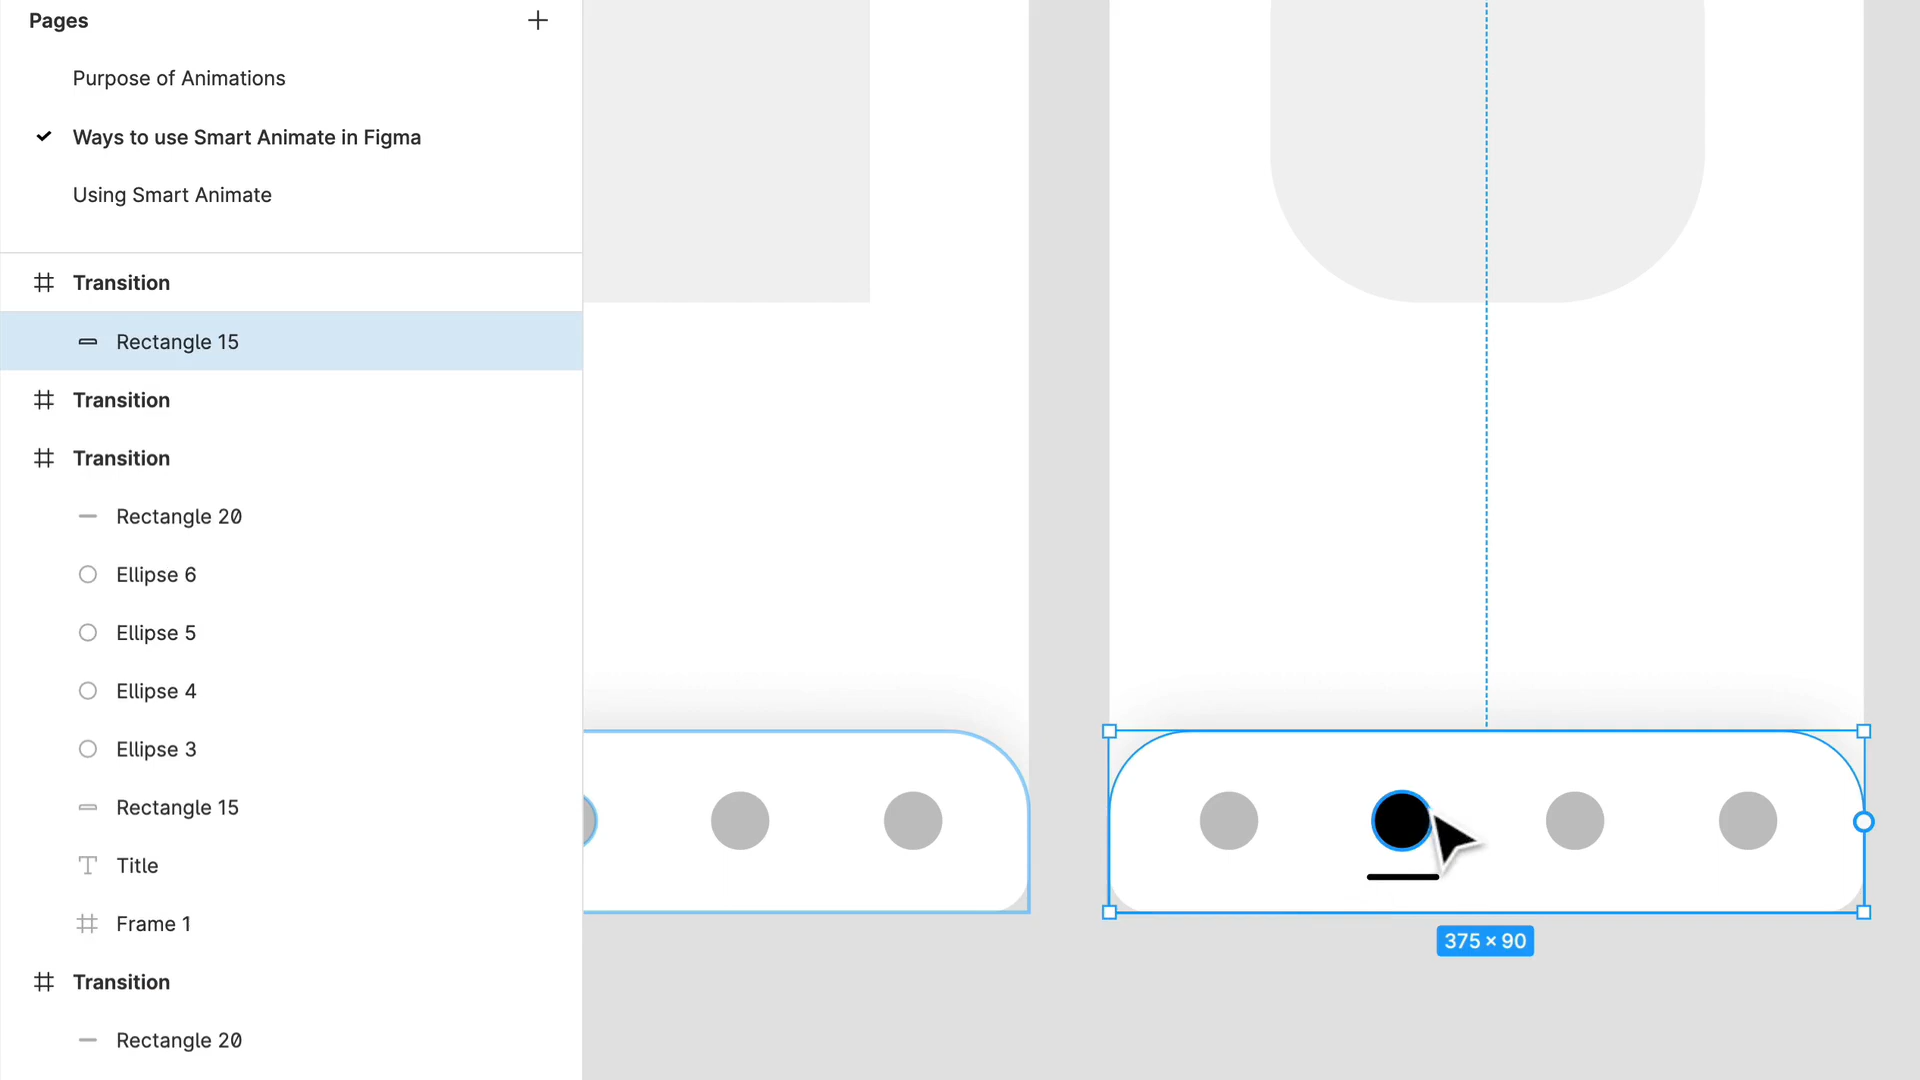 Pages
Purpose of Animations
Ways to use Smart Animate in Figma
Using Smart Animate
Transition
Rectangle 15
Transition
Transition
Rectangle 20
Ellipse 6
Ellipse 5
Ellipse 4
Ellipse 3
Rectangle 15
Title
Frame 1
Transition
Rectangle 20
375 × 90